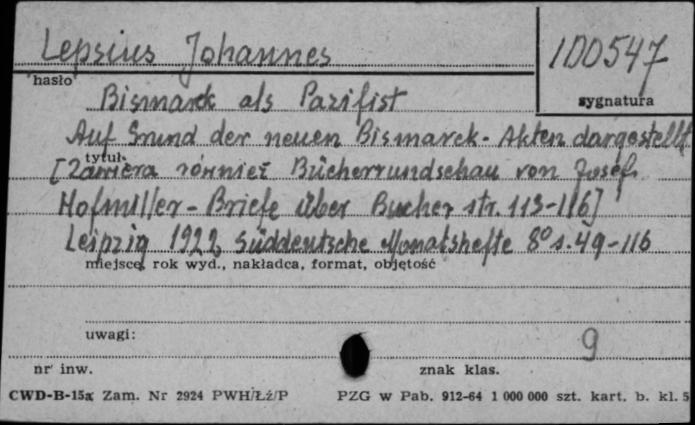 Lepsius Johannes
100547
hasło
sygnatura
Bismarck als Pazifist
Auf Grund der neuen Bismarck-Akten dargestellt
tytuł
[Zawiera również Bücherrundschau von Josef
Hofmiller - Briefe über Bücher str. 113-116]
Leipzig 1922, Süddeutsche Monatshefte 8° s. 49-116
miejsce, rok wyd., nakładca, format, objętość
uwagi:
9
nr inw.
znak klas.
CWD-B-15a Zam. Nr 2924 PWH/Łż/P PZG w Pab. 912-64 1 000 000 szt. kart. b. kl. 5